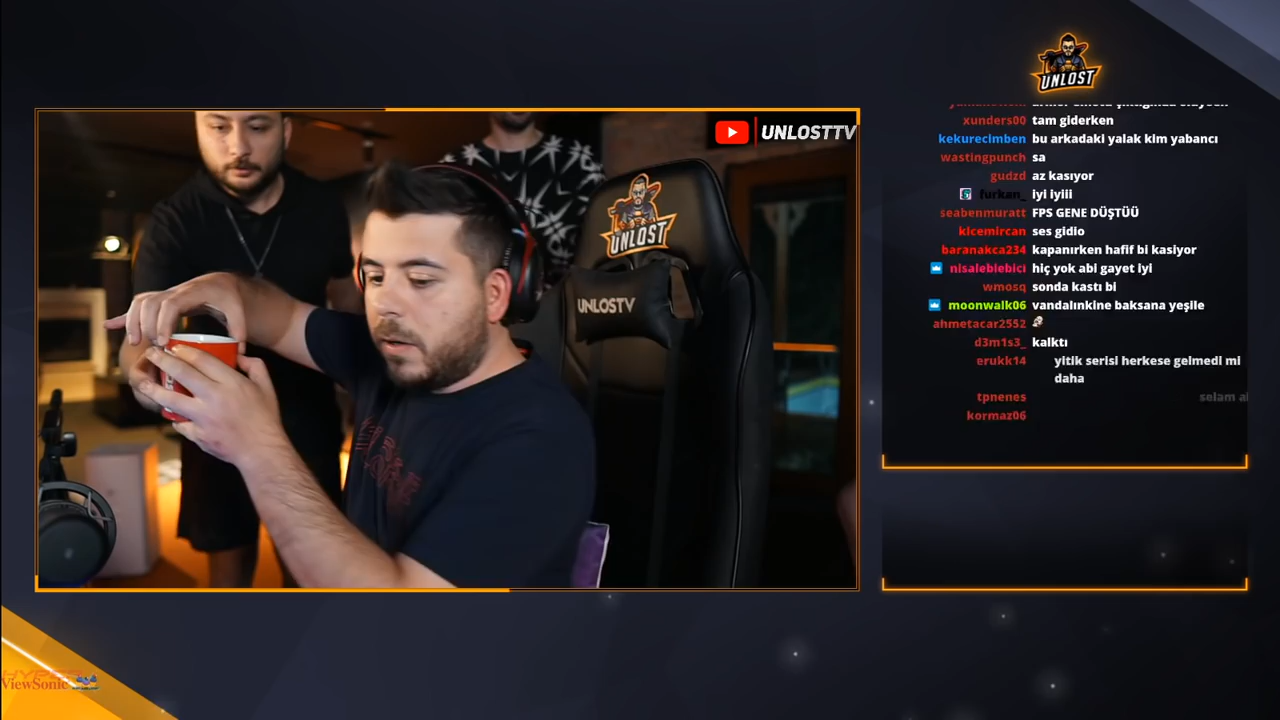 UNLOST
UNLOSTTV
UNLOST
UNLOSTV
xunders00 tam giderken
kekurecimben bu arkadaki yalak kim yabancı
wastingpunch sa
gudzd az kasıyor
furkan_ iyi iyiii
seabenmuratt FPS GENE DÜŞTÜÜ
klcemircan ses gidio
baranakca234 kapanırken hafif bi kasiyor
nisaleblebici hiç yok abi gayet iyi
wmosq sonda kastı bi
moonwalk06 vandalınkine baksana yeşile
ahmetacar2552
d3m1s3_ kalktı
erukk14 yitik serisi herkese gelmedi mi
daha
tpnenes selam al
kormaz06
ViewSonic